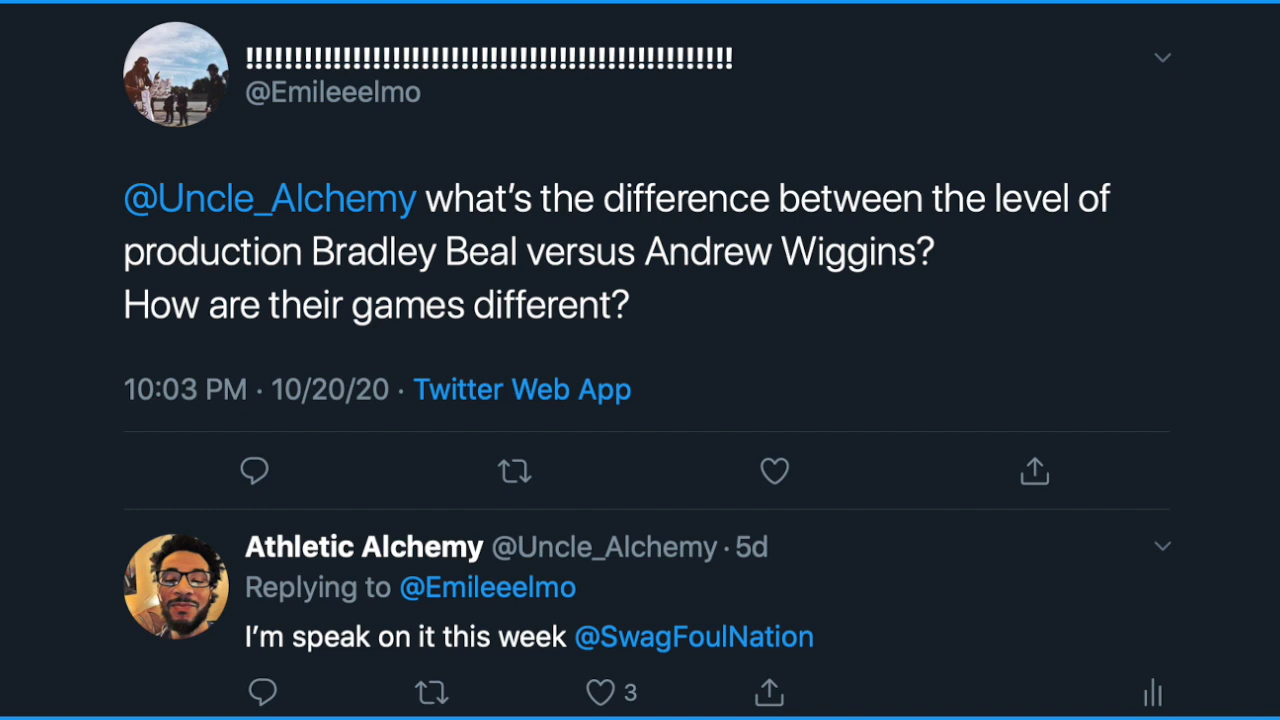 !!!!!!!!!!!!!!!!!!!!!!!!!!!!!!!!!!!!!!!!!!!!!!!!!!
@Emileeelmo
@Uncle_Alchemy what’s the difference between the level of
production Bradley Beal versus Andrew Wiggins?
How are their games different?
10:03 PM · 10/20/20 · Twitter Web App
Athletic Alchemy @Uncle_Alchemy · 5d
Replying to @Emileeelmo
I’m speak on it this week @SwagFoulNation
3